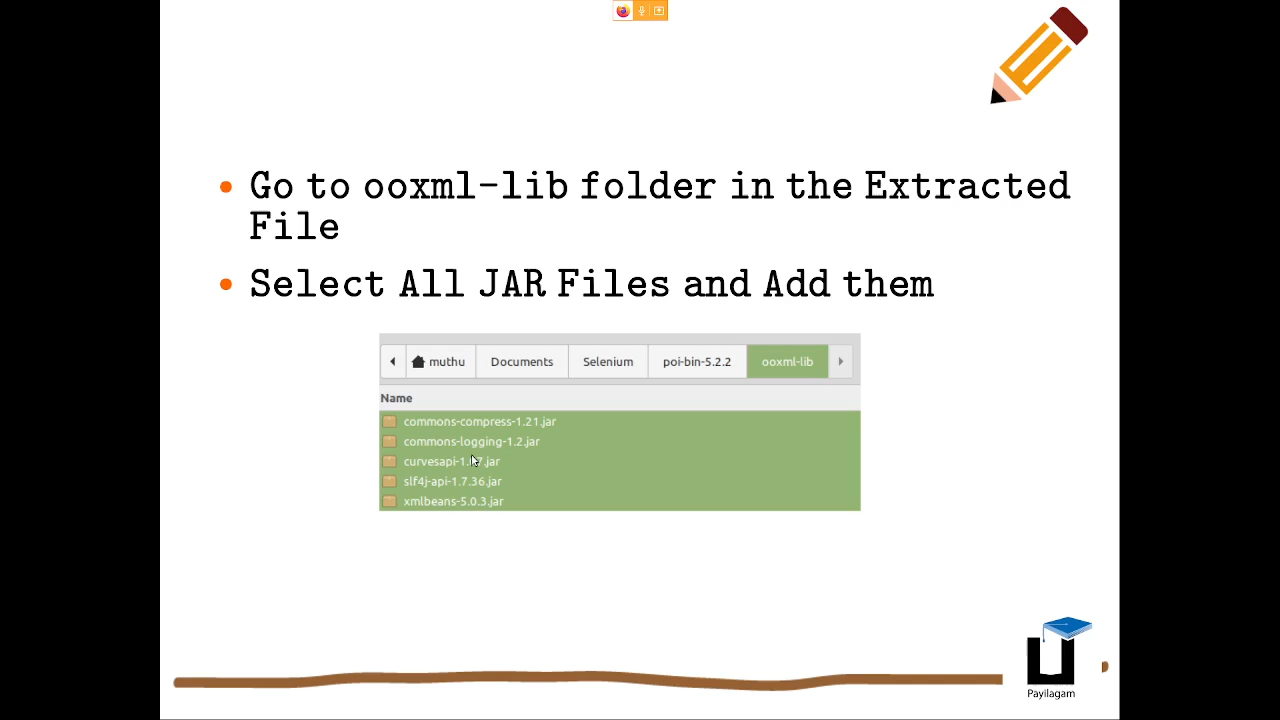 Go to ooxml-lib folder in the Extracted
File
Select All JAR Files and Add them
muthu Documents Selenium poi-bin-5.2.2 ooxml-lib
Name
commons-compress-1.21.jar
commons-logging-1.2.jar
slf4j-api-1.7.36.jar
xmlbeans-5.0.3.jar
Payilagam